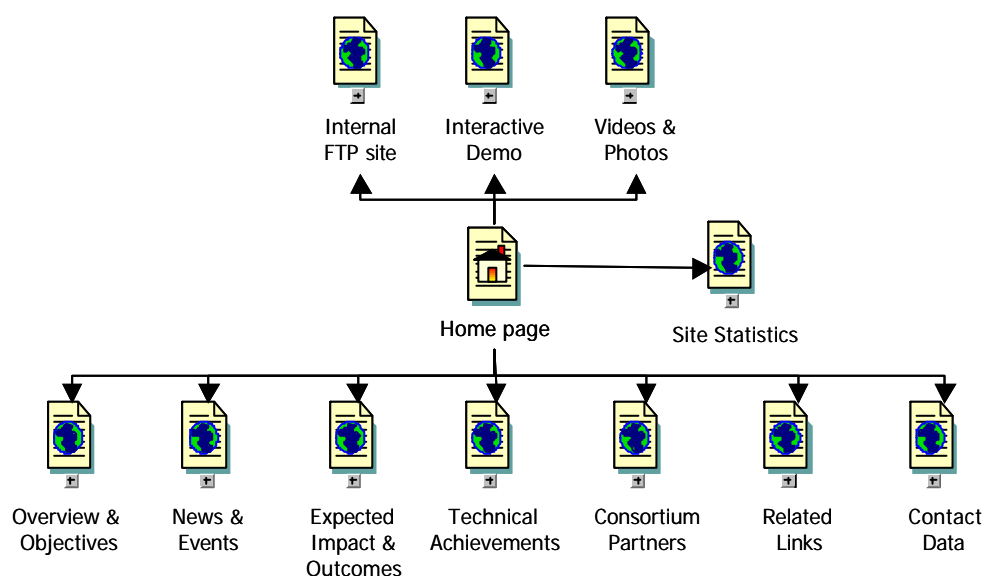 Internal
FTP site
Interactive
Demo
Videos &
Photos
Home page
Site Statistics
Overview &
Objectives
News &
Events
Expected
Impact &
Outcomes
Technical
Achievements
Consortium
Partners
Related
Links
Contact
Data